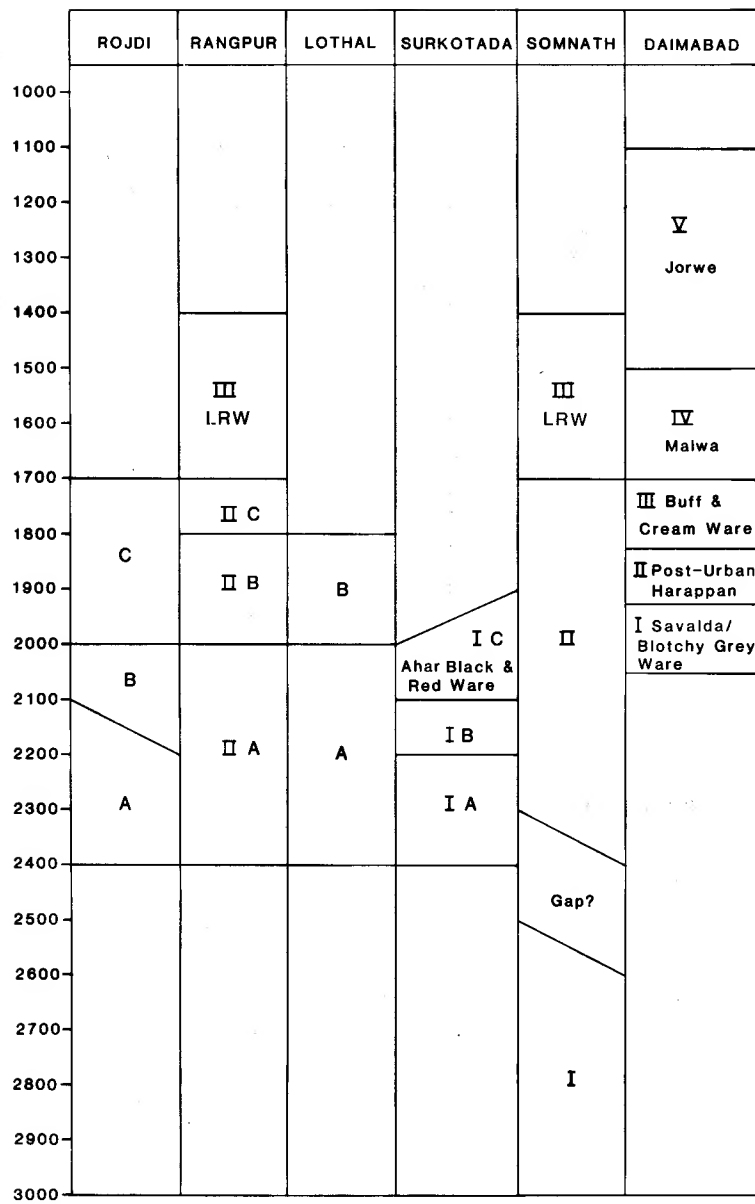 ROJDI RANGPUR LOTHAL SURKOTADA SOMNATH DAIMABAD
1000
1100
1200
V
1300
Jorwe
1400
1500
III III
LRW LRW
IV
1600
Malwa
1700
II C
III Buff &
Cream Ware
1800
C
1900
II B B
II Post-Urban
Harappan
2000
I C II
I Savalda/
Blotchy Grey
Ware
Ahar Black &
Red Ware
B
2100
I B
2200
II A A
2300
A I A
2400
Gap?
2500
2600
2700
2800
I
2900
3000